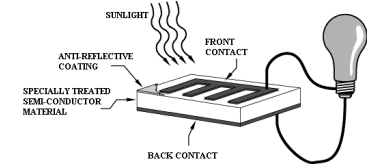 SUNLIGHT
FRONT
CONTACT
ANTI-REFLECTIVE
COATING
SPECIALLY TREATED
SEMI-CONDUCTOR
MATERIAL
BACK CONTACT